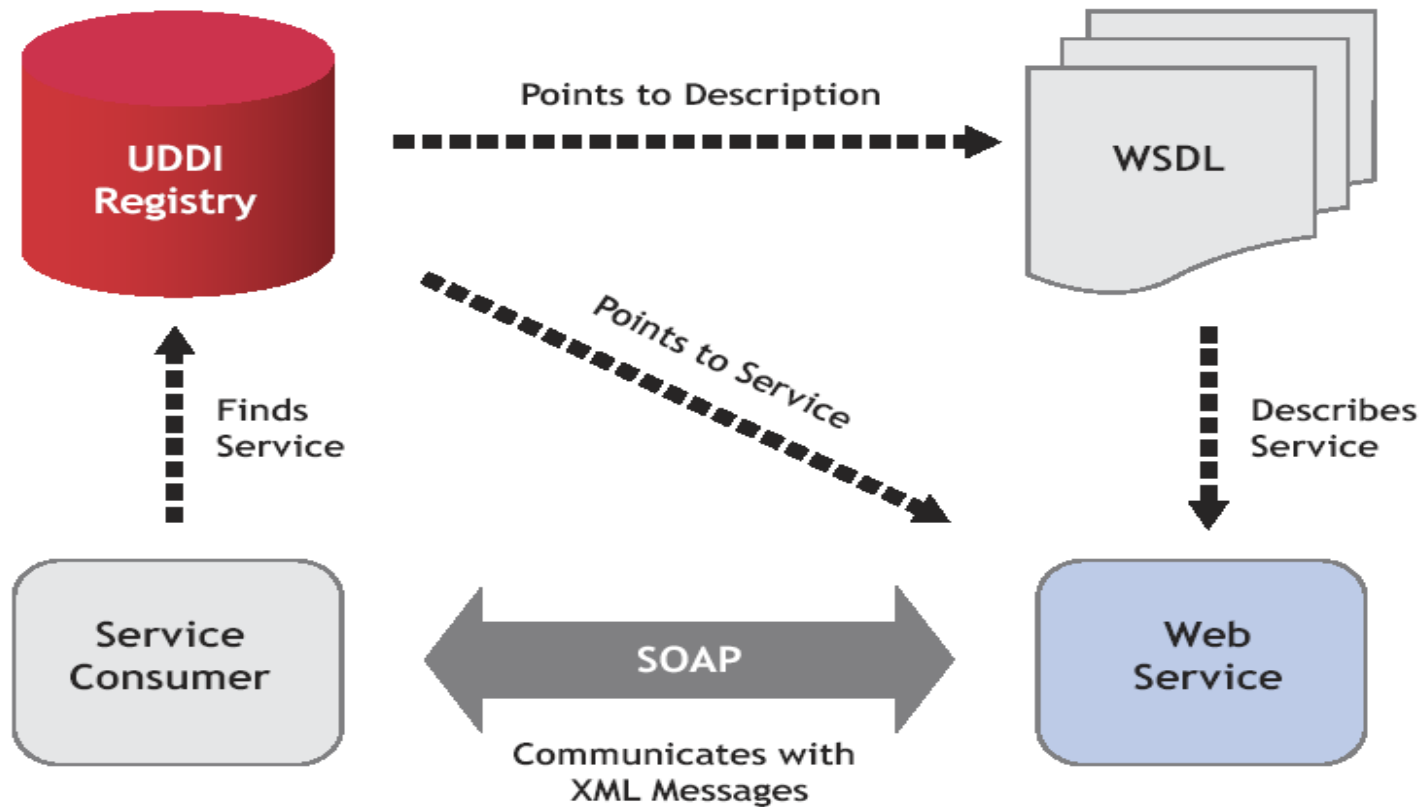 Points to Description
UDDI
Registry
WSDL
Points to Service
Finds
Service
Describes
Service
Service
Consumer
SOAP
Web
Service
Communicates with
XML Messages